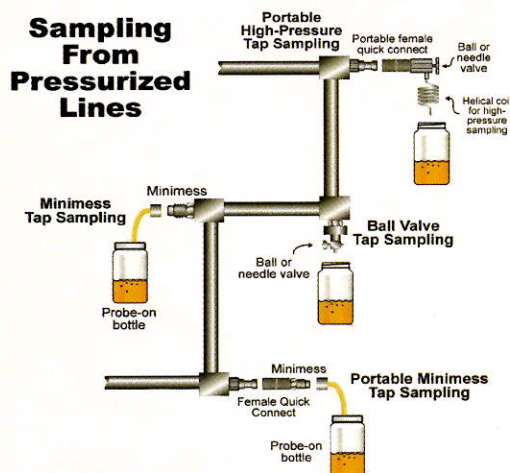 Sampling
From
Pressurized
Lines
Portable
High-Pressure
Tap Sampling
Portable female
quick connect
Ball or
needle
valve
Helical coi
for high-
pressure
sampling
Minimess
Tap Sampling
Minimess
Probe-on
bottle
Ball Valve
Tap Sampling
Ball or
needle valve
Minimess
Female Quick
Connect
Portable Minimess
Tap Sampling
Probe-on
bottle